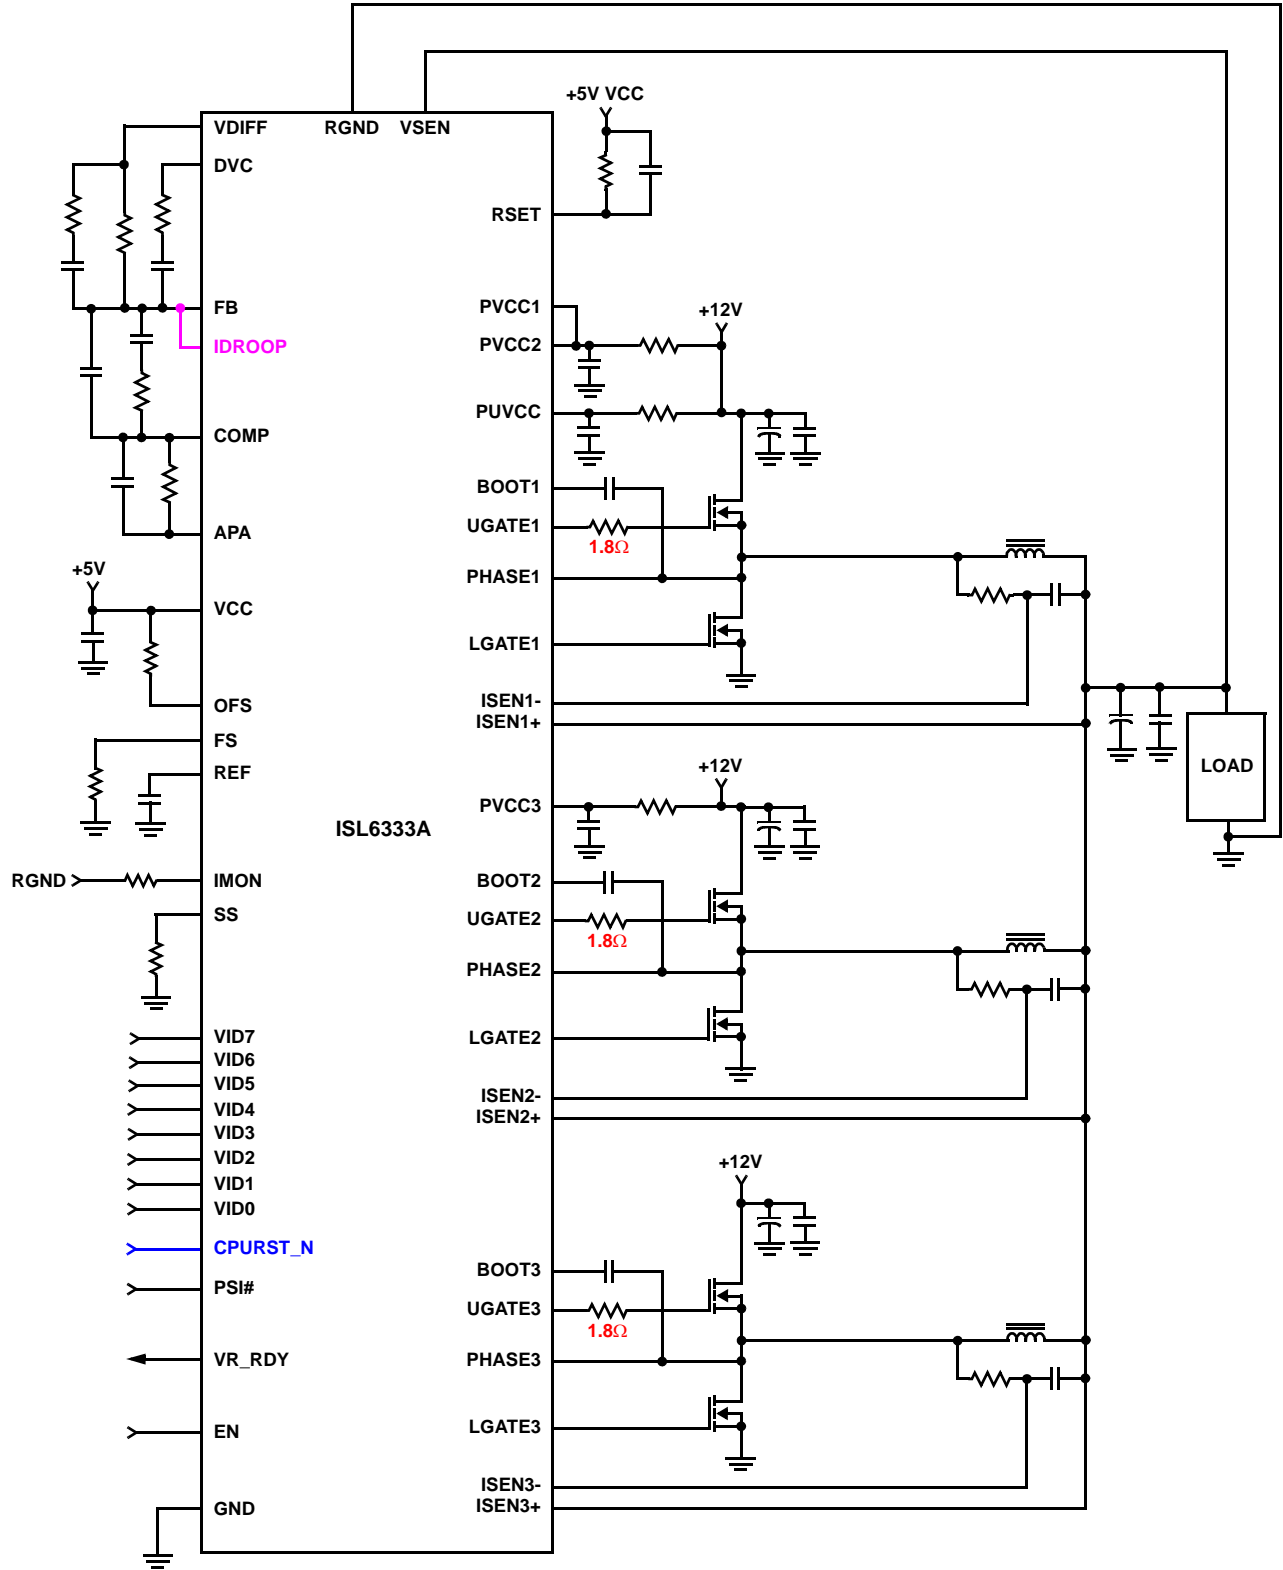 +5V VCC
VDIFF
RGND
VSEN
DVC
RSET
FB
IDROOP
PVCC1
+12V
PVCC2
PUVCC
COMP
BOOT1
UGATE1
1.8Ω
APA
+5V
PHASE1
VCC
LGATE1
OFS
ISEN1-
ISEN1+
FS
REF
+12V
LOAD
PVCC3
ISL6333A
RGND
IMON
BOOT2
SS
UGATE2
1.8Ω
PHASE2
VID7
LGATE2
VID6
VID5
VID4
ISEN2-
ISEN2+
VID3
VID2
+12V
VID1
VID0
CPURST_N
BOOT3
PSI#
UGATE3
1.8Ω
VR_RDY
PHASE3
EN
LGATE3
ISEN3-
ISEN3+
GND